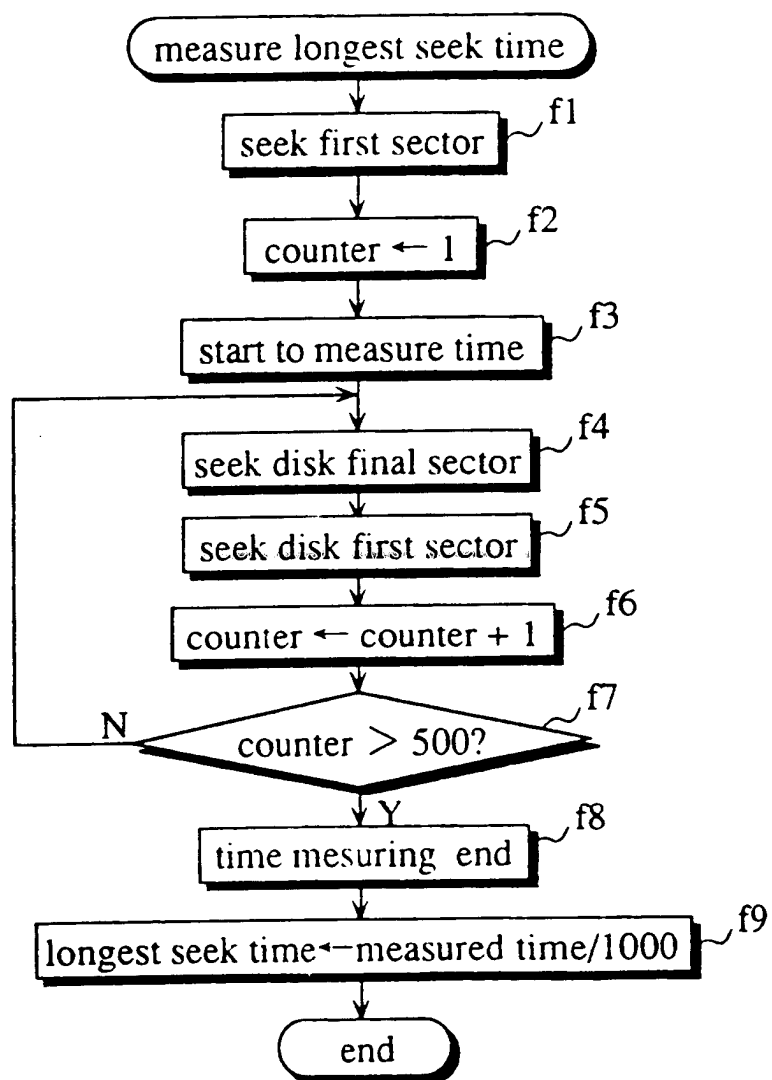 measure longest seek time
f1
seek first sector
f2
counter ← 1
f3
start to measure time
f4
seek disk final sector
f5
seek disk first sector
f6
counter ← counter + 1
f7
N
counter > 500?
Y
f8
time mesuring end
f9
longest seek time←measured time/1000
end